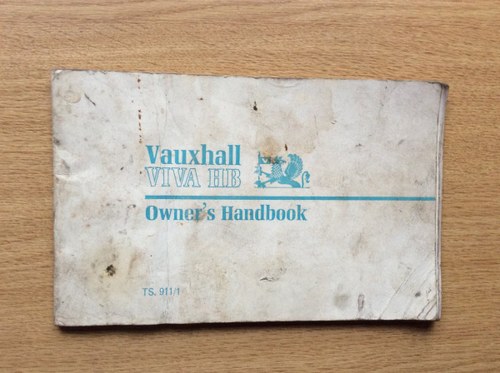 Vauxhall
VIVA HB
Owner's Handbook
TS. 911/1